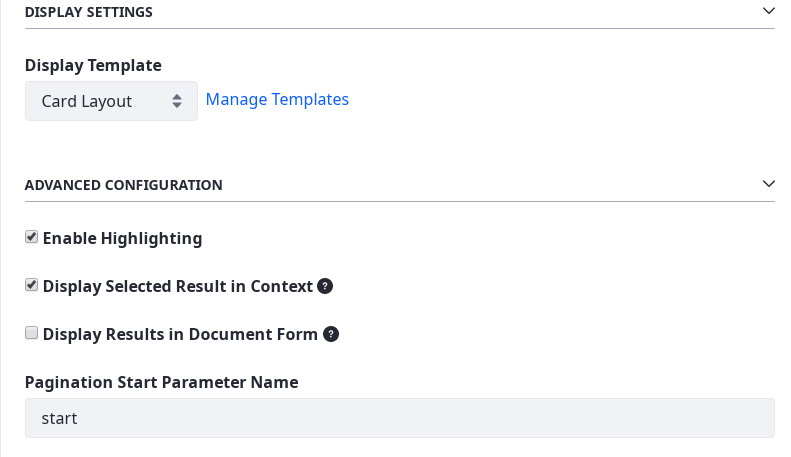 DISPLAY SETTINGS
Display Template
Card Layout
Manage Templates
ADVANCED CONFIGURATION
Enable Highlighting
Display Selected Result in Context ?
Display Results in Document Form ?
Pagination Start Parameter Name
start